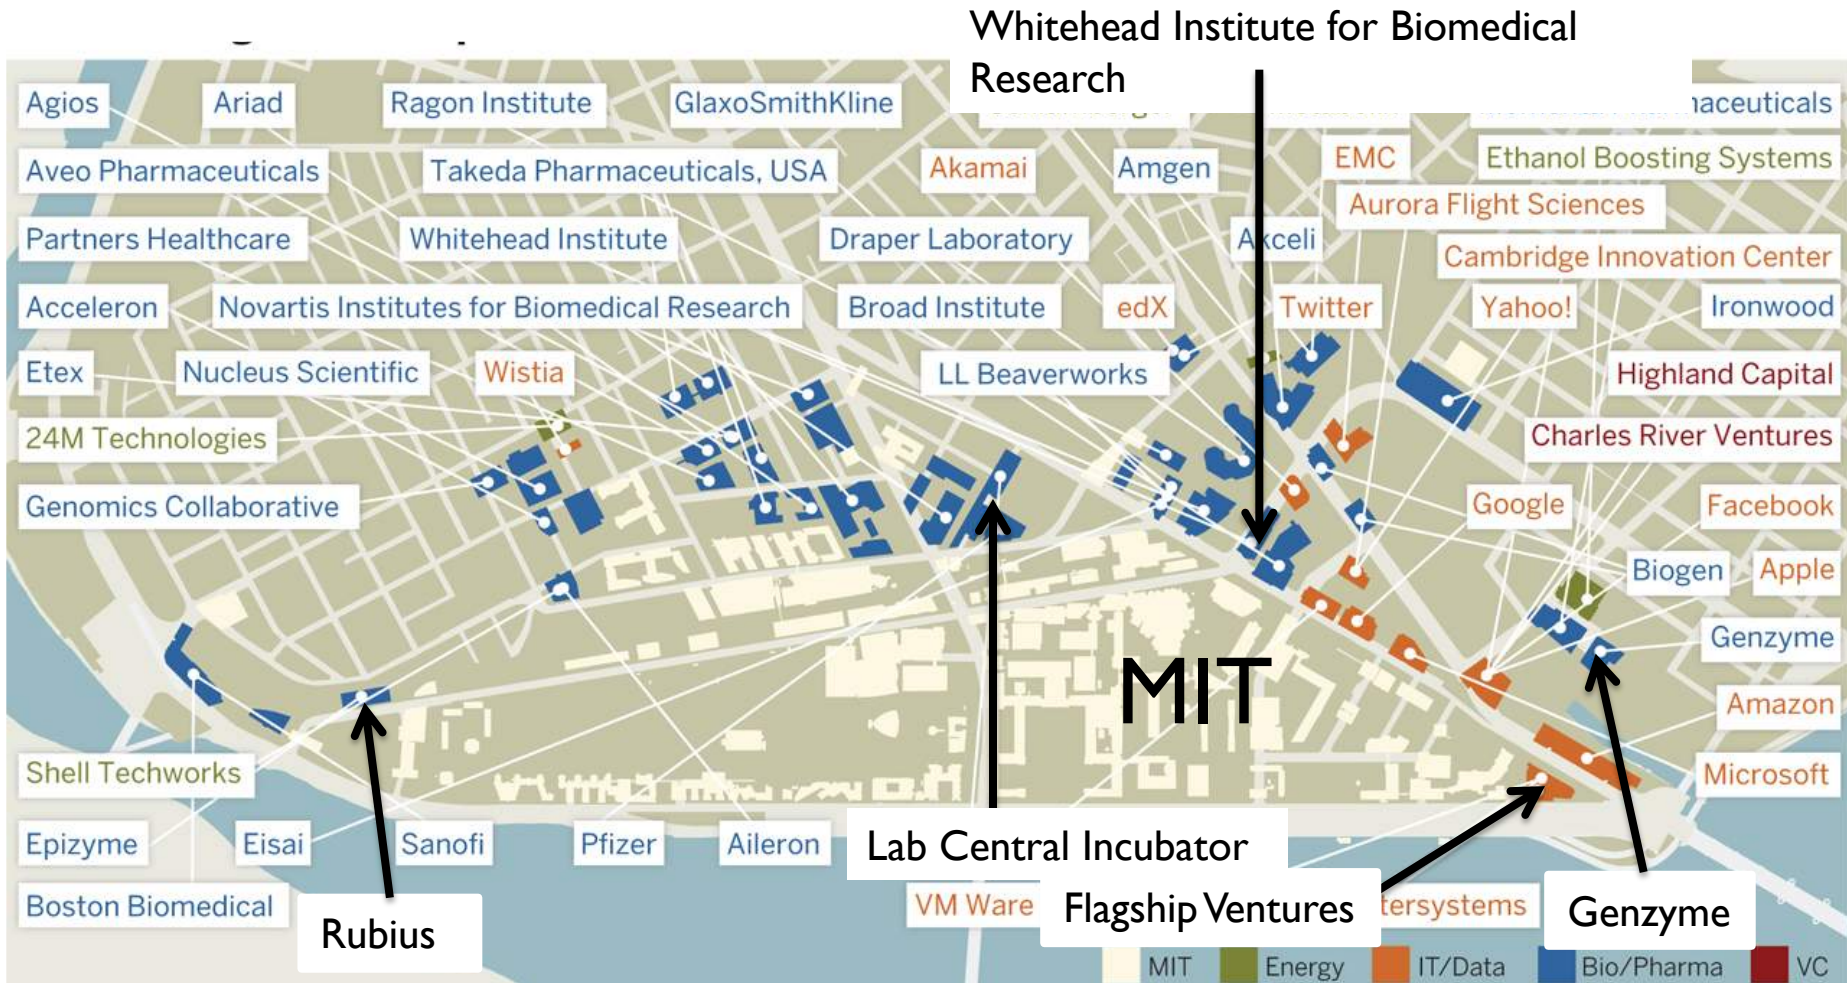 Whitehead Institute for Biomedical
Research
Agios
Ariad
Ragon Institute
GlaxoSmithKline
Aveo Pharmaceuticals
Takeda Pharmaceuticals, USA
Akamai
Amgen
EMC
Ethanol Boosting Systems
Aurora Flight Sciences
Partners Healthcare
Whitehead Institute
Draper Laboratory
Axceli
Cambridge Innovation Center
Acceleron
Novartis Institutes for Biomedical Research
Broad Institute
edX
Twitter
Yahoo!
Ironwood
Etex
Nucleus Scientific
Wistia
LL Beaverworks
Highland Capital
24M Technologies
Charles River Ventures
Genomics Collaborative
Google
Facebook
Biogen
Apple
Genzyme
MIT
Amazon
Shell Techworks
Microsoft
Epizyme
Eisai
Sanofi
Pfizer
Aileron
Lab Central Incubator
Boston Biomedical
Rubius
VM Ware
Flagship Ventures
tersystems
Genzyme
MIT
Energy
IT/Data
Bio/Pharma
VC